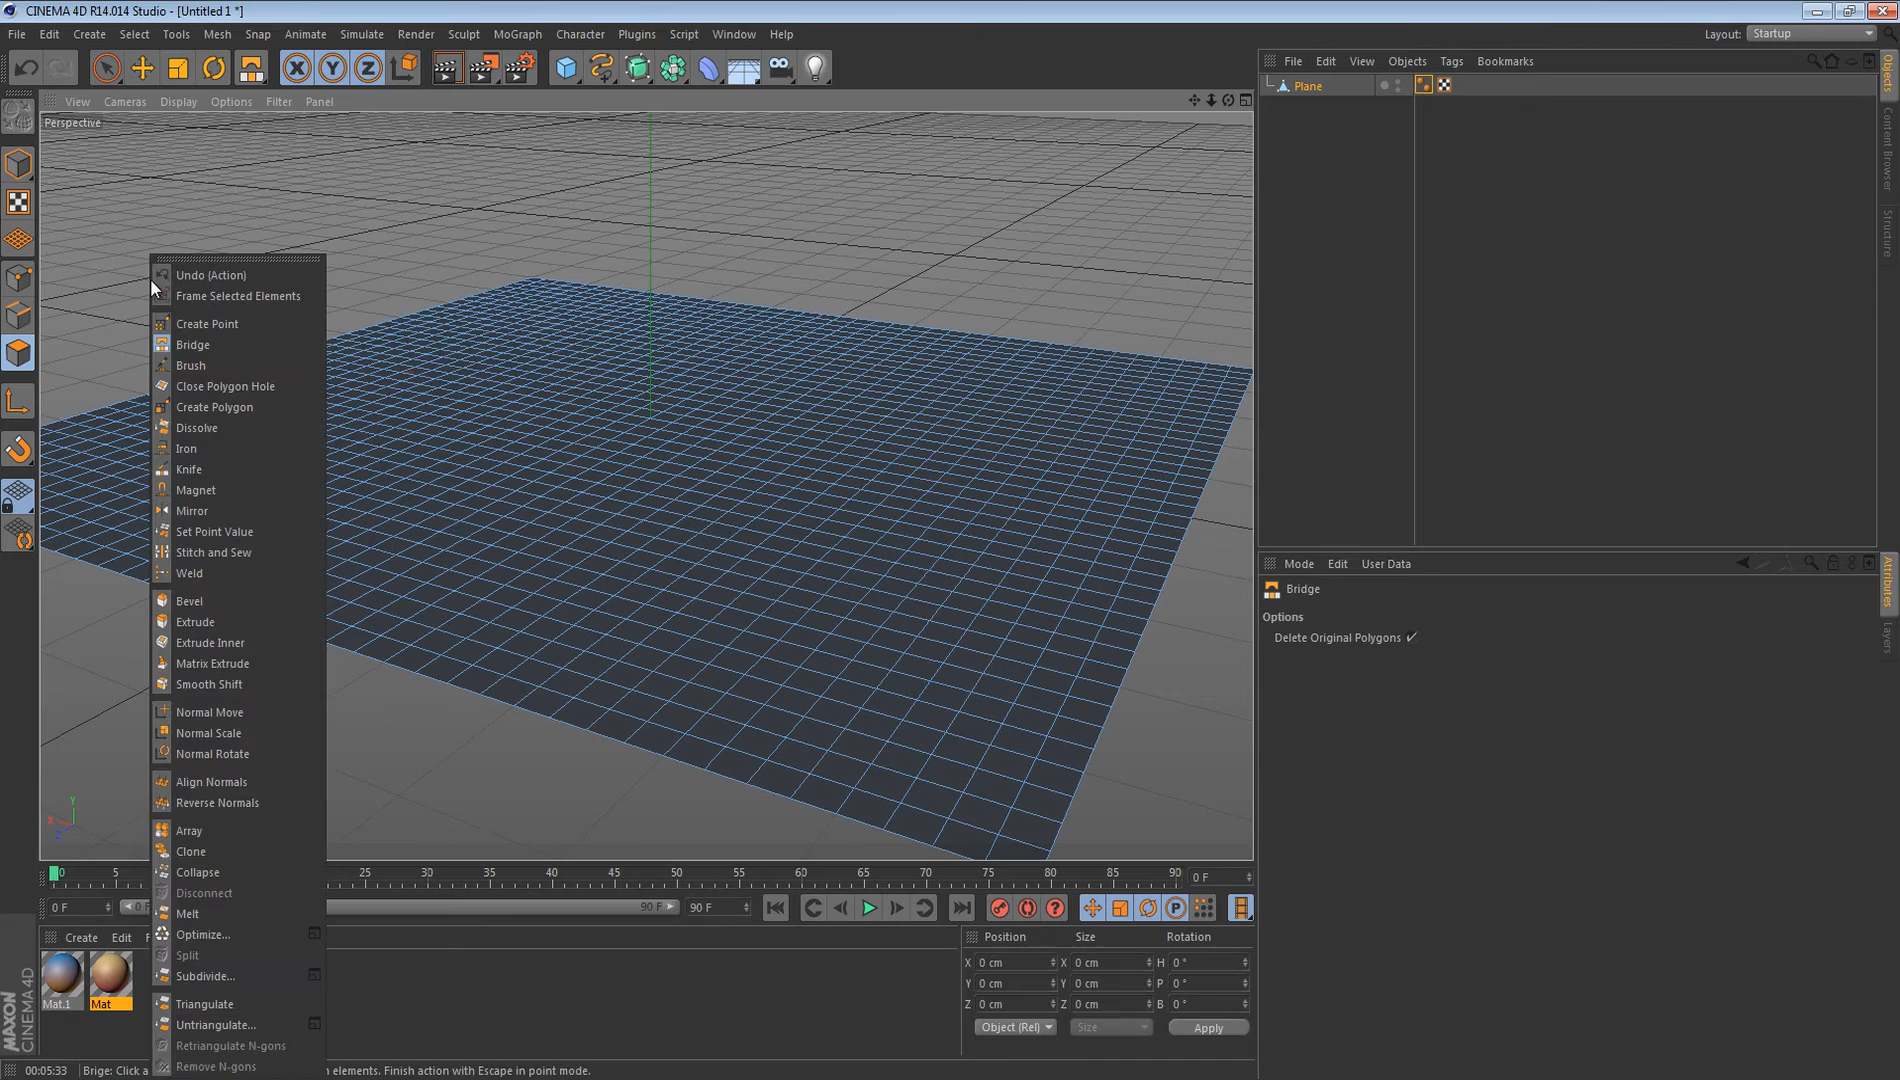 CINEMA 4D R14.014 Studio - [Untitled 1 *]
File Edit Create Select Tools Mesh Snap Animate Simulate Render Sculpt MoGraph Character Plugins Script Window Help
Layout: Startup
View Cameras Display Options Filter Panel
Perspective
File Edit View Objects Tags Bookmarks
Plane
Objects
Content Browser
Structure
Undo (Action)
Frame Selected Elements
Create Point
Bridge
Brush
Close Polygon Hole
Create Polygon
Dissolve
Iron
Knife
Magnet
Mirror
Set Point Value
Stitch and Sew
Weld
Bevel
Extrude
Extrude Inner
Matrix Extrude
Smooth Shift
Normal Move
Normal Scale
Normal Rotate
Align Normals
Reverse Normals
Array
Clone
Collapse
Disconnect
Melt
Optimize...
Split
Subdivide...
Triangulate
Untriangulate...
Retriangulate N-gons
Remove N-gons
Mode Edit User Data
Bridge
Options
Delete Original Polygons
Attributes
Layers
Y
X
Z
0 5 25 30 35 40 45 50 55 60 65 70 75 80 85 90 0 F
0 F 90 F 90 F
Create Edit
Mat.1 Mat
Position Size Rotation
X 0 cm X 0 cm H 0 °
Y 0 cm Y 0 cm P 0 °
Z 0 cm Z 0 cm B 0 °
Object (Rel) Size Apply
MAXON
CINEMA 4D
00:05:33 Brige: Click a
n elements. Finish action with Escape in point mode.